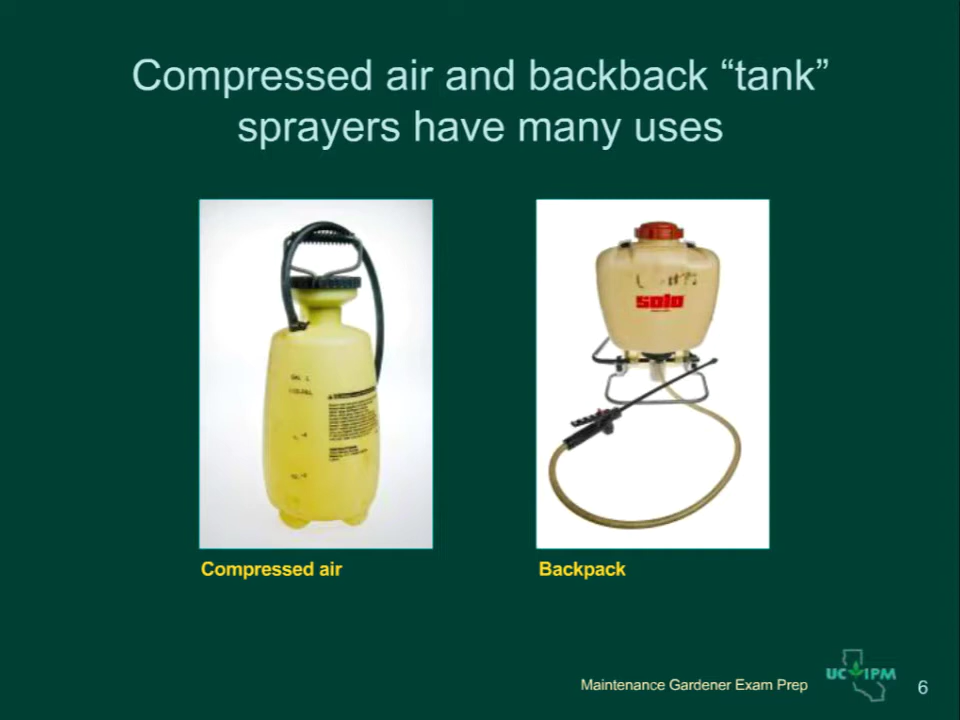 Compressed air and backback “tank”
sprayers have many uses
solo
Compressed air
Backpack
Maintenance Gardener Exam Prep
UC IPM
6